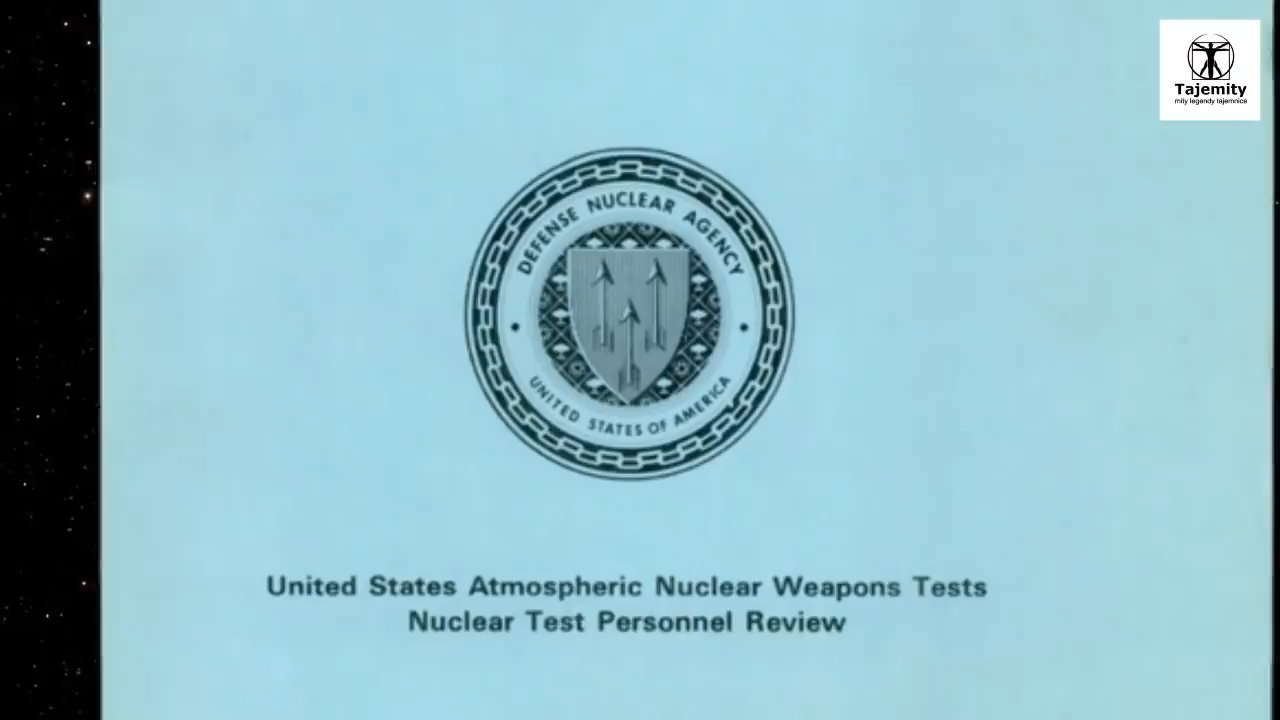 Tajemity
mity legendy tajemnice
DEFENSE NUCLEAR AGENCY
UNITED STATES OF AMERICA
United States Atmospheric Nuclear Weapons Tests
Nuclear Test Personnel Review